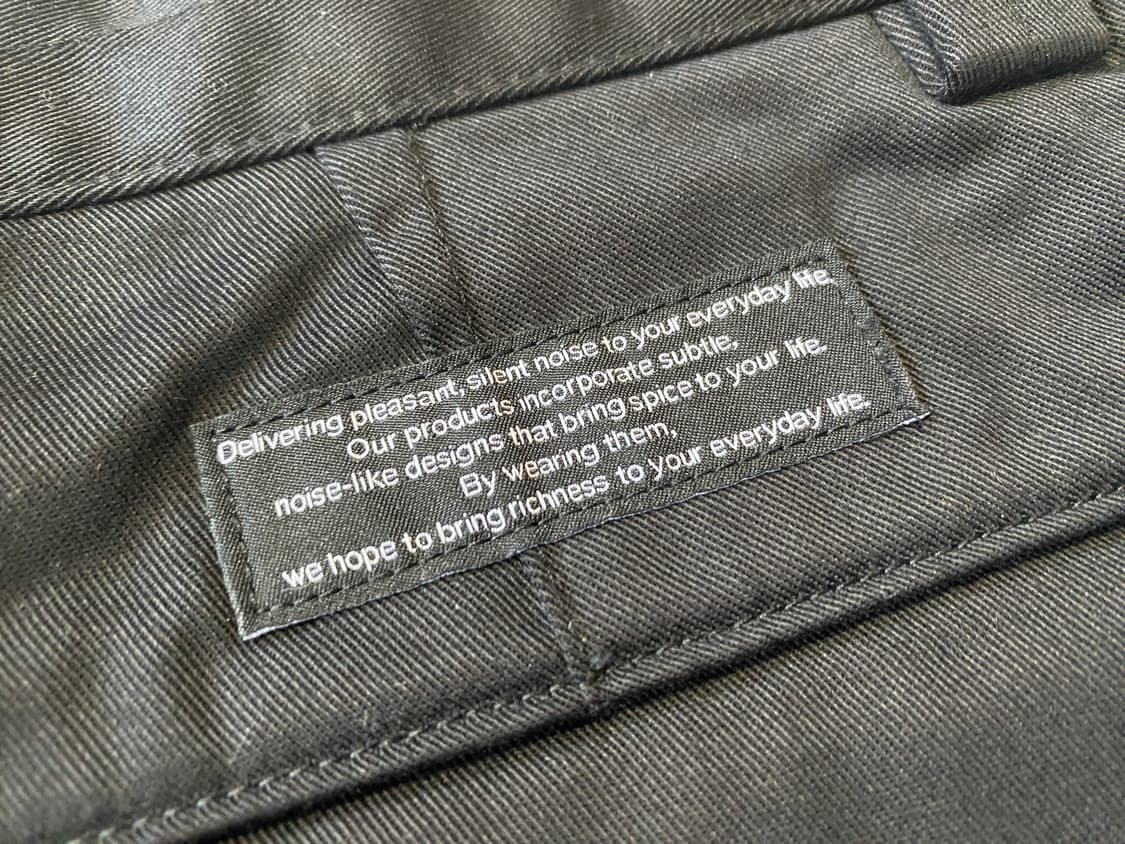 Delivering pleasant, silent noise to your everyday life.
Our products incorporate subtle,
noise-like designs that bring spice to your life.
By wearing them,
we hope to bring richness to your everyday life.